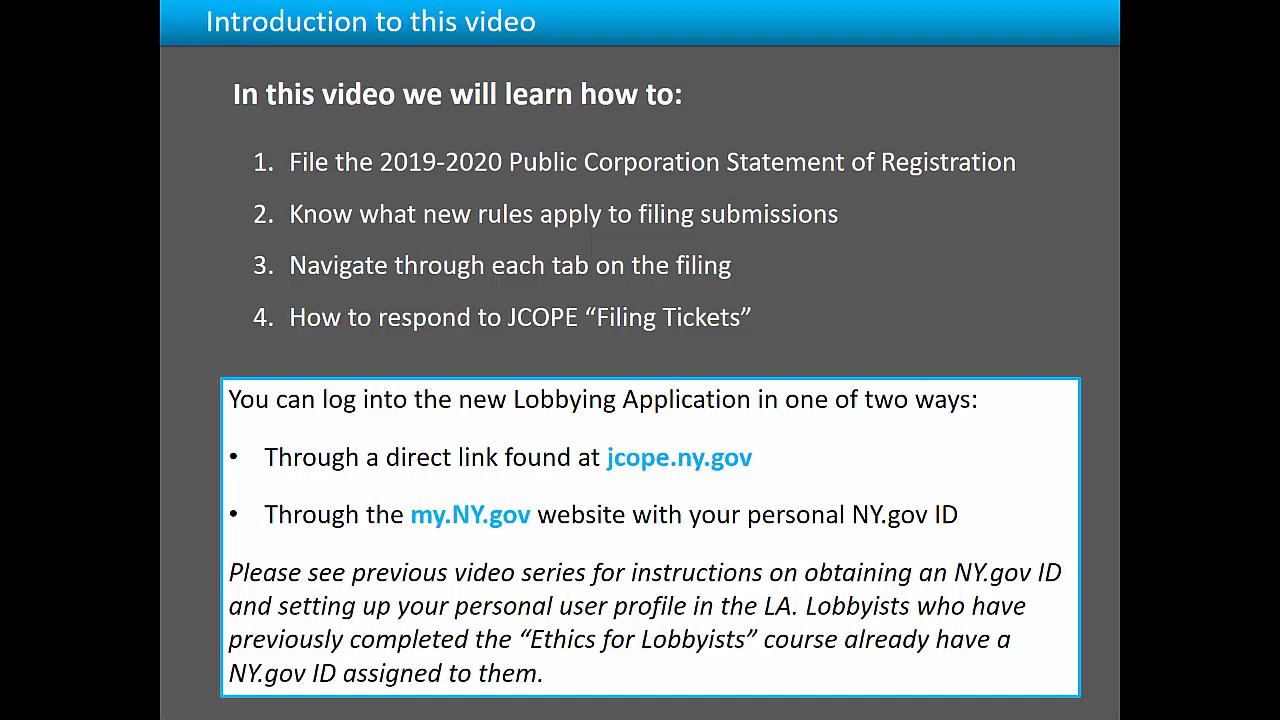 Introduction to this video
In this video we will learn how to:
1. File the 2019-2020 Public Corporation Statement of Registration
2. Know what new rules apply to filing submissions
3. Navigate through each tab on the filing
4. How to respond to JCOPE “Filing Tickets”
You can log into the new Lobbying Application in one of two ways:
• Through a direct link found at jcope.ny.gov
• Through the my.NY.gov website with your personal NY.gov ID
Please see previous video series for instructions on obtaining an NY.gov ID
and setting up your personal user profile in the LA. Lobbyists who have
previously completed the “Ethics for Lobbyists” course already have a
NY.gov ID assigned to them.